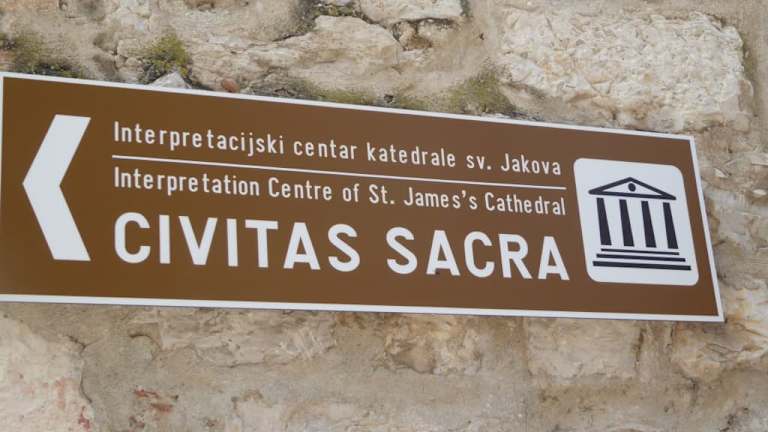 Interpretacijski centar katedrale sv. Jakova
Interpretation Centre of St. James's Cathedral
CIVITAS SACRA